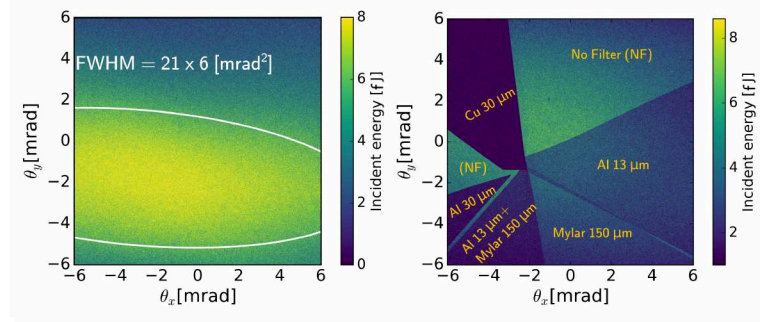 FWHM = 21 x 6 [mrad²]
6
4
2
0
−2
−4
−6
θy[mrad]
−6 −4 −2 0 2 4 6
θx[mrad]
8
6
4
2
0
Incident energy [fJ]
No Filter (NF)
Cu 30 μm
(NF)
Al 13 μm
Al 30 μm
Al 13 μm+
Mylar 150 μm
Mylar 150 μm
6
4
2
0
−2
−4
−6
θy[mrad]
−6 −4 −2 0 2 4 6
θx[mrad]
8
6
4
2
Incident energy [fJ]